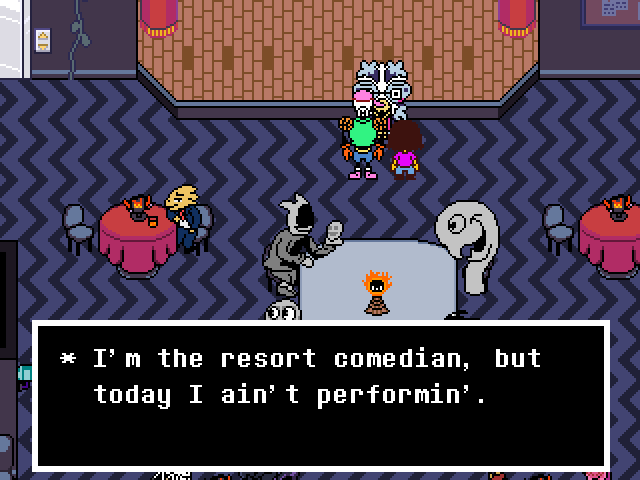 * I'm the resort comedian, but
today I ain't performin'.